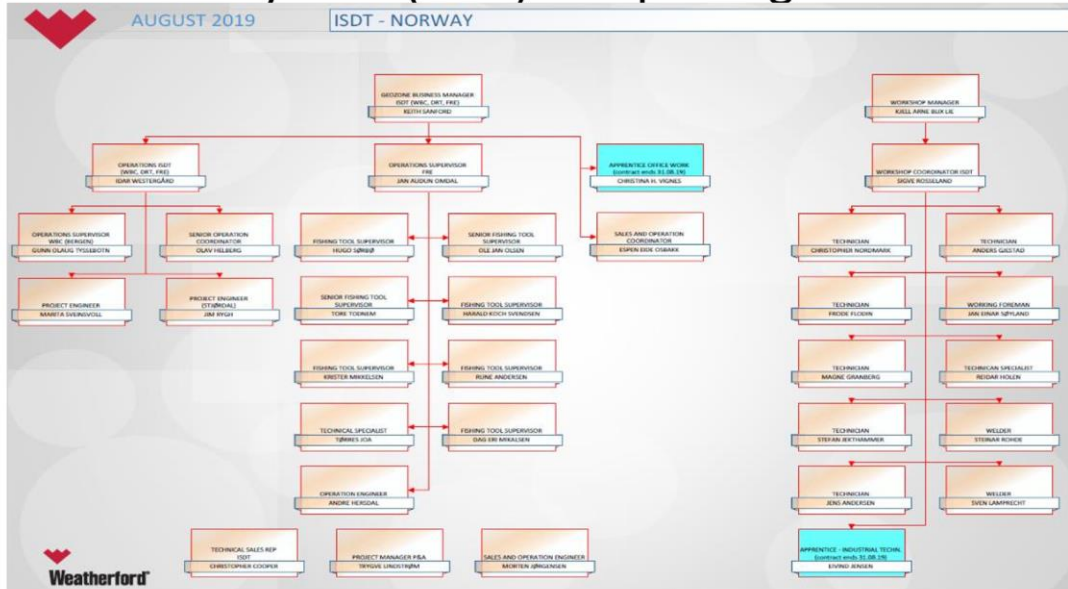 AUGUST 2019
ISDT - NORWAY
GEOZONE BUSINESS MANAGER
ISDT (WBC, DRT, FRE)
KEITH SANFORD
WORKSHOP MANAGER
KJELL ARNE BUX LIE
OPERATIONS ISDT
(WBC, DRT, FRE)
IDAR WESTERGÅRD
OPERATIONS SUPERVISOR
FRE
JAN AUDUN OMDAL
APPRENTICE OFFICE WORK
(contract ends 31.08.19)
CHRISTINA H. VIGNES
WORKSHOP COORDINATOR ISDT
SIGVE ROSSELAND
OPERATIONS SUPERVISOR
WBC (BERGEN)
GUNN OLAUG TYSSEBOTN
SENIOR OPERATION
COORDINATOR
OLAV HELBERG
FISHING TOOL SUPERVISOR
HUGO SØRBØ
SENIOR FISHING TOOL
SUPERVISOR
OLE JAN OLSEN
SALES AND OPERATION
COORDINATOR
ESPEN EIDE OSBAKK
TECHNICIAN
CHRISTOPHER NORDMARK
TECHNICIAN
ANDERS GJESTAD
PROJECT ENGINEER
MARITA SVEINSVOLL
PROJECT ENGINEER
(STJØRDAL)
JIM RYGH
SENIOR FISHING TOOL
SUPERVISOR
TORE TODNEM
FISHING TOOL SUPERVISOR
HARALD KOCH SVENDSEN
TECHNICIAN
FRODE FLODIN
WORKING FOREMAN
JAN EINAR SØYLAND
FISHING TOOL SUPERVISOR
KRISTER MIKKELSEN
FISHING TOOL SUPERVISOR
RUNE ANDERSEN
TECHNICIAN
MAGNE GRANBERG
TECHNICAN SPECIALIST
REIDAR HOLEN
TECHNICAL SPECIALIST
TØRRES JOA
FISHING TOOL SUPERVISOR
DAG MIKALSEN
TECHNICIAN
STEFAN JEKTHAMMER
WELDER
STEINAR ROHDE
OPERATION ENGINEER
ANDRE HERSDAL
TECHNICIAN
JENS ANDERSEN
WELDER
SVEN LAMPRECHT
TECHNICAL SALES REP
ISDT
CHRISTOPHER COOPER
PROJECT MANAGER P&A
TRYGVE LINDSTRØM
SALES AND OPERATION ENGINEER
MORTEN JØRGENSEN
APPRENTICE - INDUSTRIAL TECHN.
(contract ends 31.08.19)
EIVIND JENSEN
Weatherford